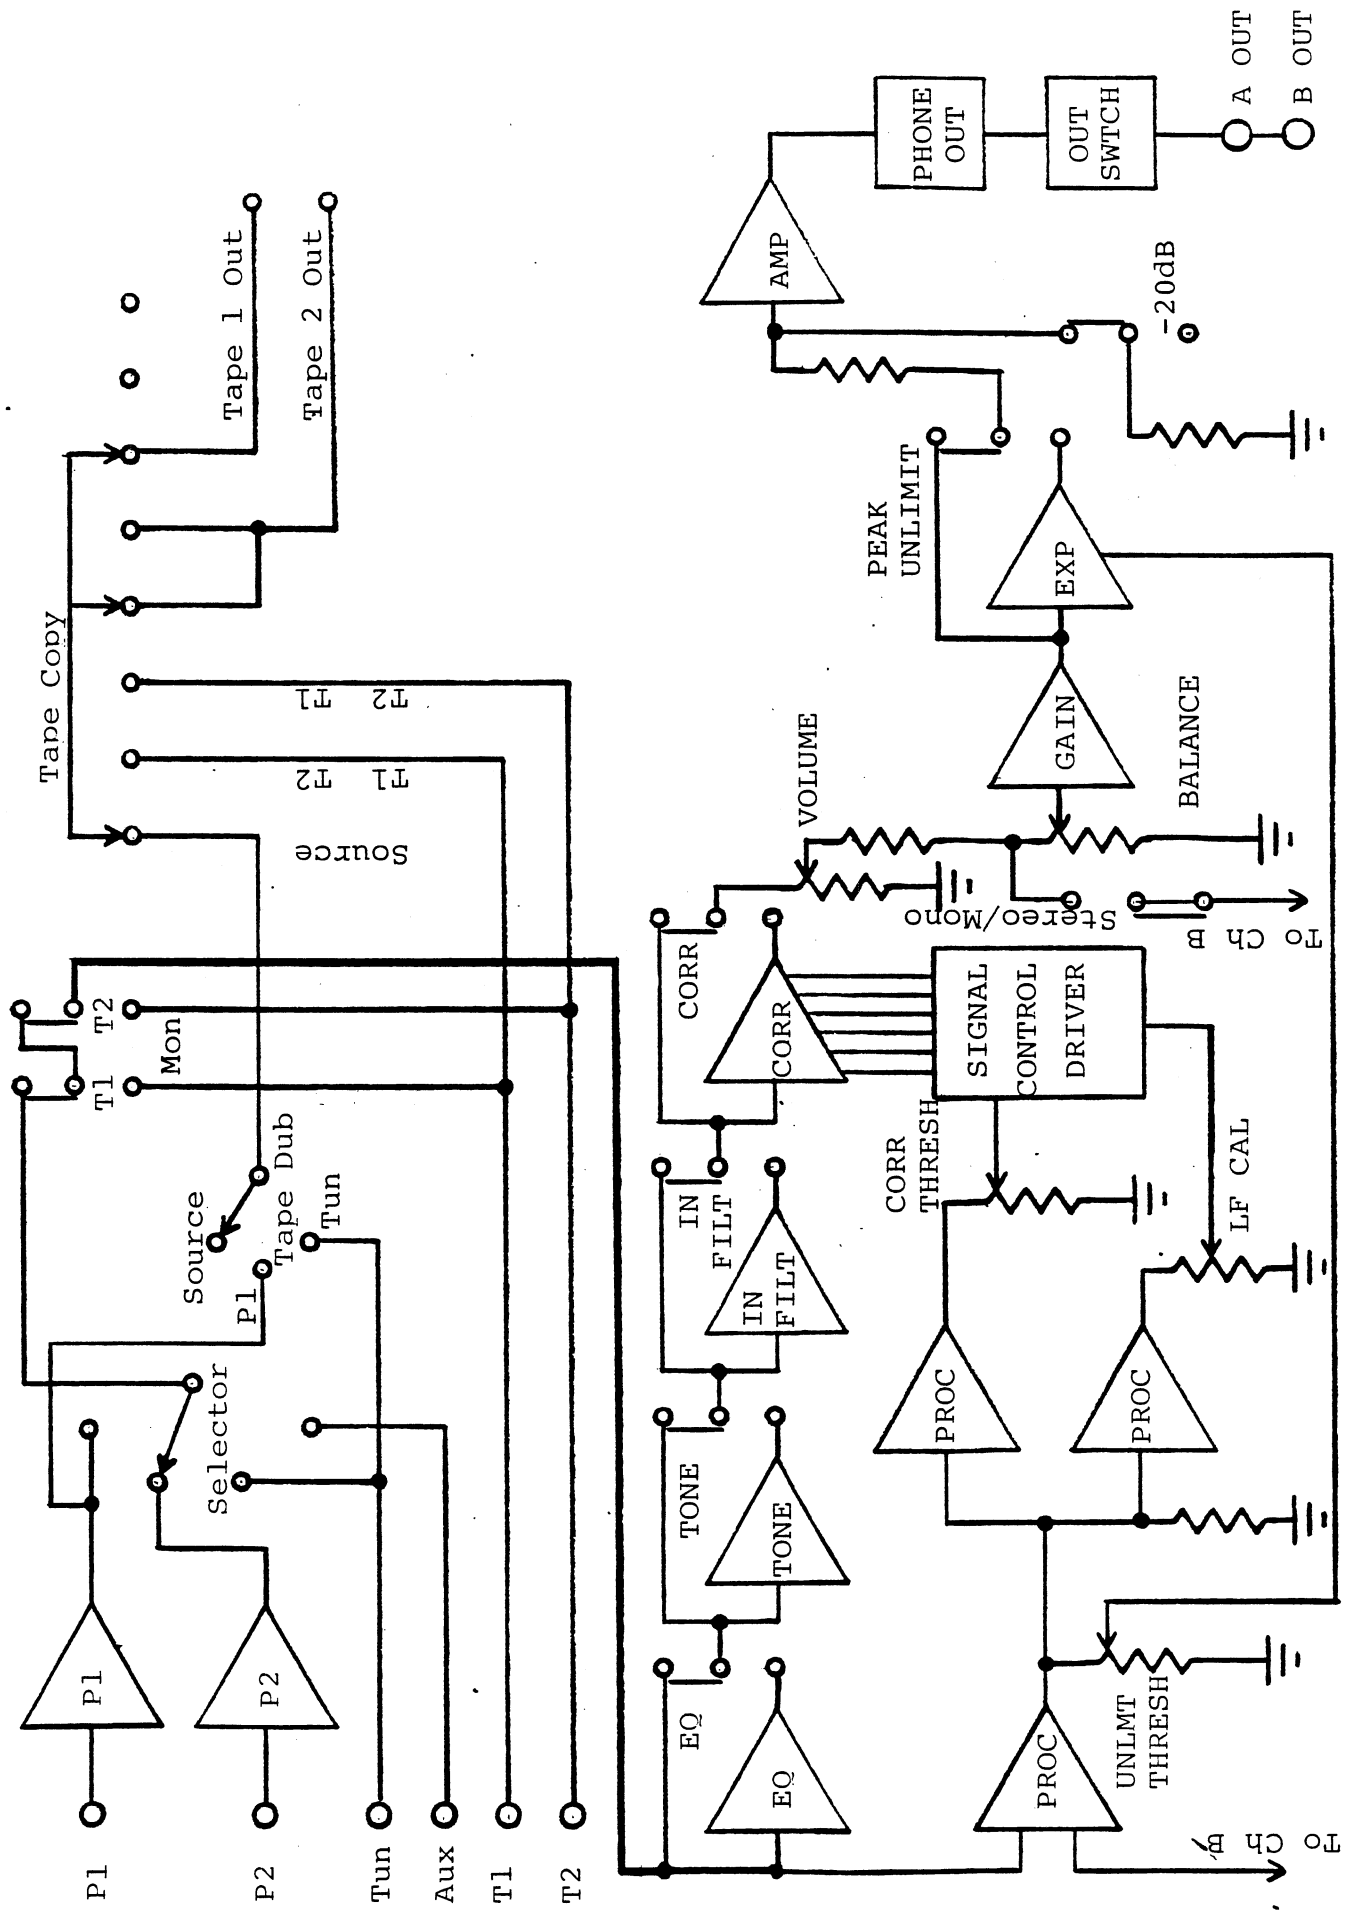 P1
P2
Tun
Aux
T1
T2
P1
P2
Selector
Source
P1
Tape Dub
Tun
T1
T2
Mon
Tape Copy
Source
T2 T1
T1 T2
Tape 1 Out
Tape 2 Out
EQ
EQ
TONE
TONE
IN
FILT
IN
FILT
CORR
CORR
VOLUME
Stereo/Mono
To Ch B
BALANCE
GAIN
PEAK
UNLIMIT
EXP
-20dB
AMP
PHONE
OUT
OUT
SWTCH
A OUT
B OUT
SIGNAL
CONTROL
DRIVER
CORR
THRESH
LF CAL
PROC
PROC
PROC
UNLMT
THRESH
To Ch B